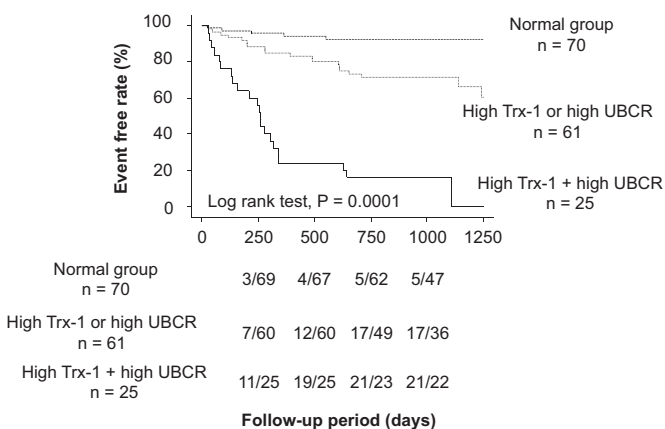 100
80
60
40
20
0
Event free rate (%)
Normal group
n = 70
High Trx-1 or high UBCR
n = 61
High Trx-1 + high UBCR
n = 25
Log rank test, P = 0.0001
0 250 500 750 1000 1250
Normal group
n = 70
3/69 4/67 5/62 5/47
High Trx-1 or high UBCR
n = 61
7/60 12/60 17/49 17/36
High Trx-1 + high UBCR
n = 25
11/25 19/25 21/23 21/22
Follow-up period (days)